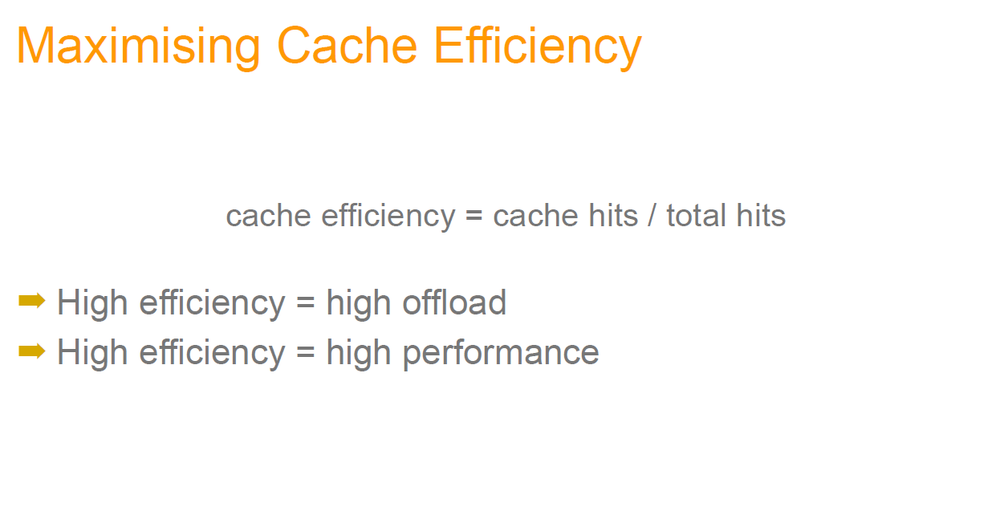 Maximising Cache Efficiency
cache efficiency = cache hits / total hits
➡ High efficiency = high offload
➡ High efficiency = high performance